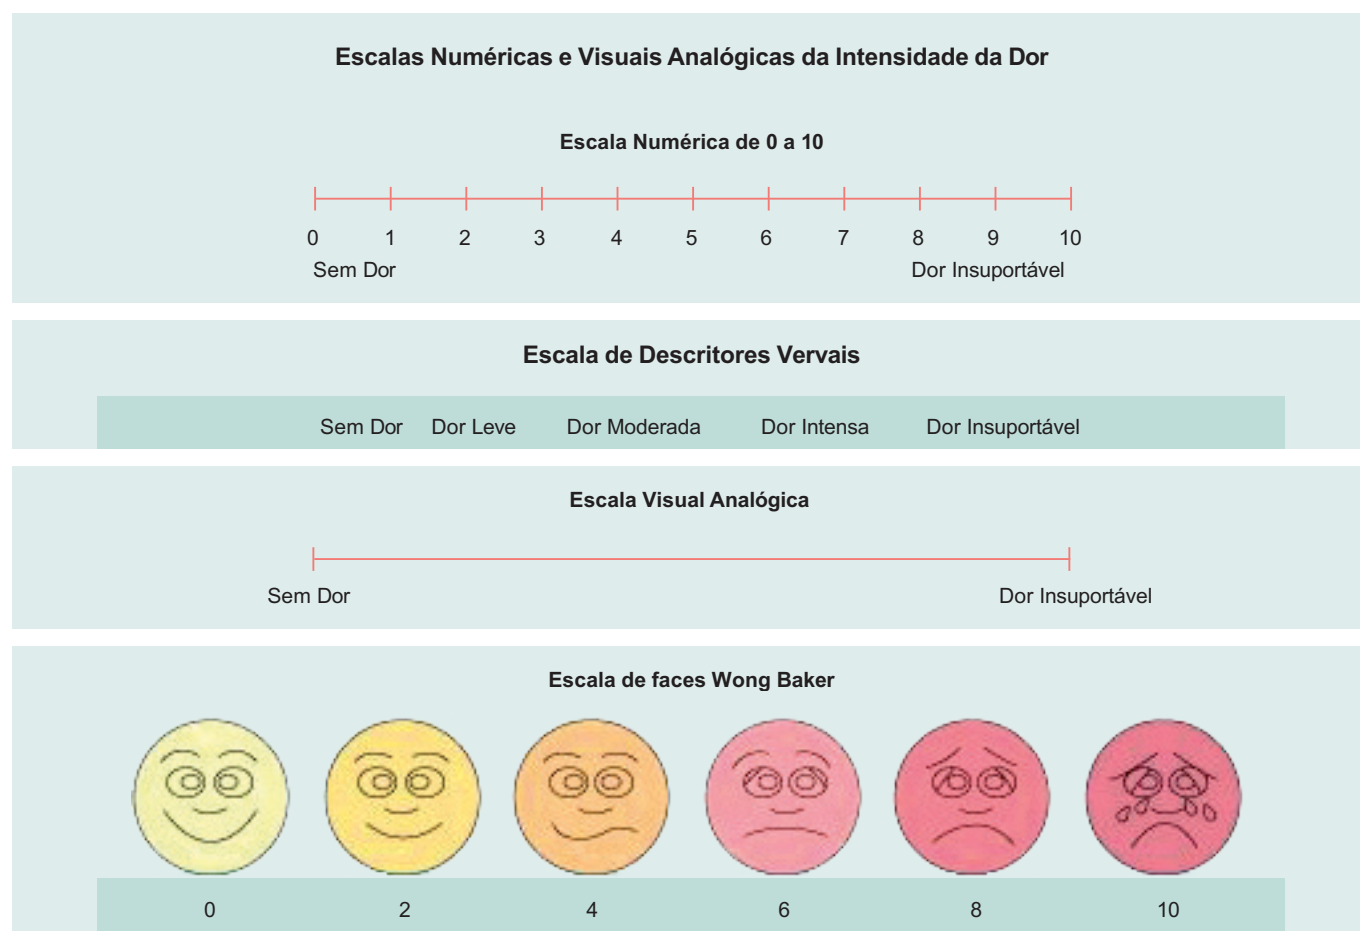 Escalas Numéricas e Visuais Analógicas da Intensidade da Dor
Escala Numérica de 0 a 10
0 1 2 3 4 5 6 7 8 9 10
Sem Dor Dor Insuportável
Escala de Descritores Vervais
Sem Dor Dor Leve Dor Moderada Dor Intensa Dor Insuportável
Escala Visual Analógica
Sem Dor Dor Insuportável
Escala de faces Wong Baker
0 2 4 6 8 10